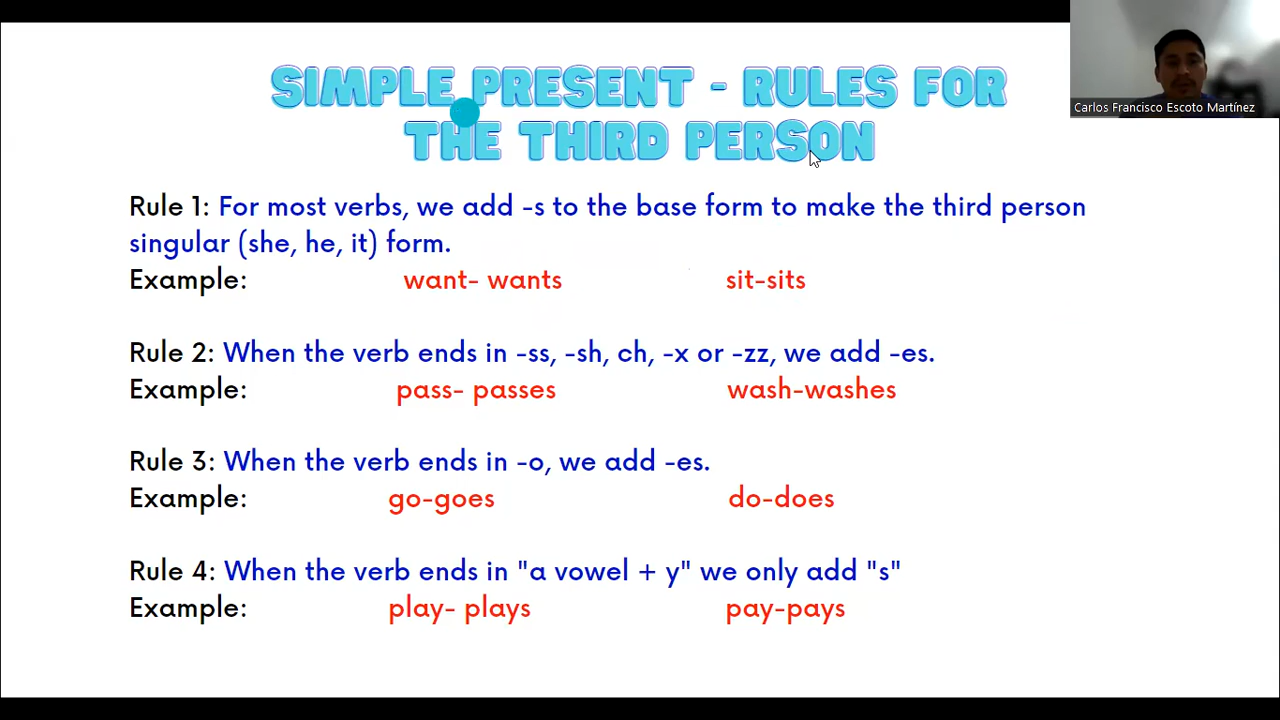 SIMPLE PRESENT - RULES FOR
THE THIRD PERSON
Carlos Francisco Escoto Martínez
Rule 1: For most verbs, we add -s to the base form to make the third person
singular (she, he, it) form.
Example: want- wants sit-sits
Rule 2: When the verb ends in -ss, -sh, ch, -x or -zz, we add -es.
Example: pass- passes wash-washes
Rule 3: When the verb ends in -o, we add -es.
Example: go-goes do-does
Rule 4: When the verb ends in "a vowel + y" we only add "s"
Example: play- plays pay-pays